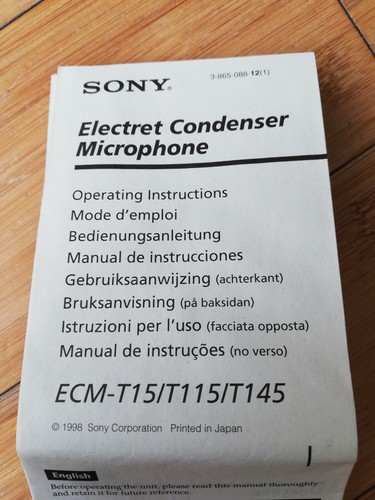 SONY®
3-865-088-12(1)
Electret Condenser
Microphone
Operating Instructions
Mode d'emploi
Bedienungsanleitung
Manual de instrucciones
Gebruiksaanwijzing (achterkant)
Bruksanvisning (på baksidan)
Istruzioni per l'uso (facciata opposta)
Manual de instruções (no verso)
ECM-T15/T115/T145
© 1998 Sony Corporation Printed in Japan
English
Before operating the unit, please read this manual thoroughly
and retain it for future reference.